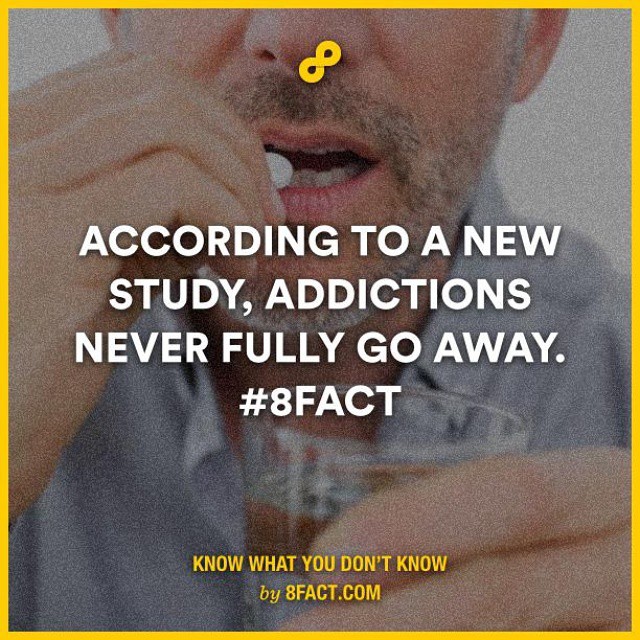 ACCORDING TO A NEW
STUDY, ADDICTIONS
NEVER FULLY GO AWAY.
#8FACT
KNOW WHAT YOU DON'T KNOW
by 8FACT.COM